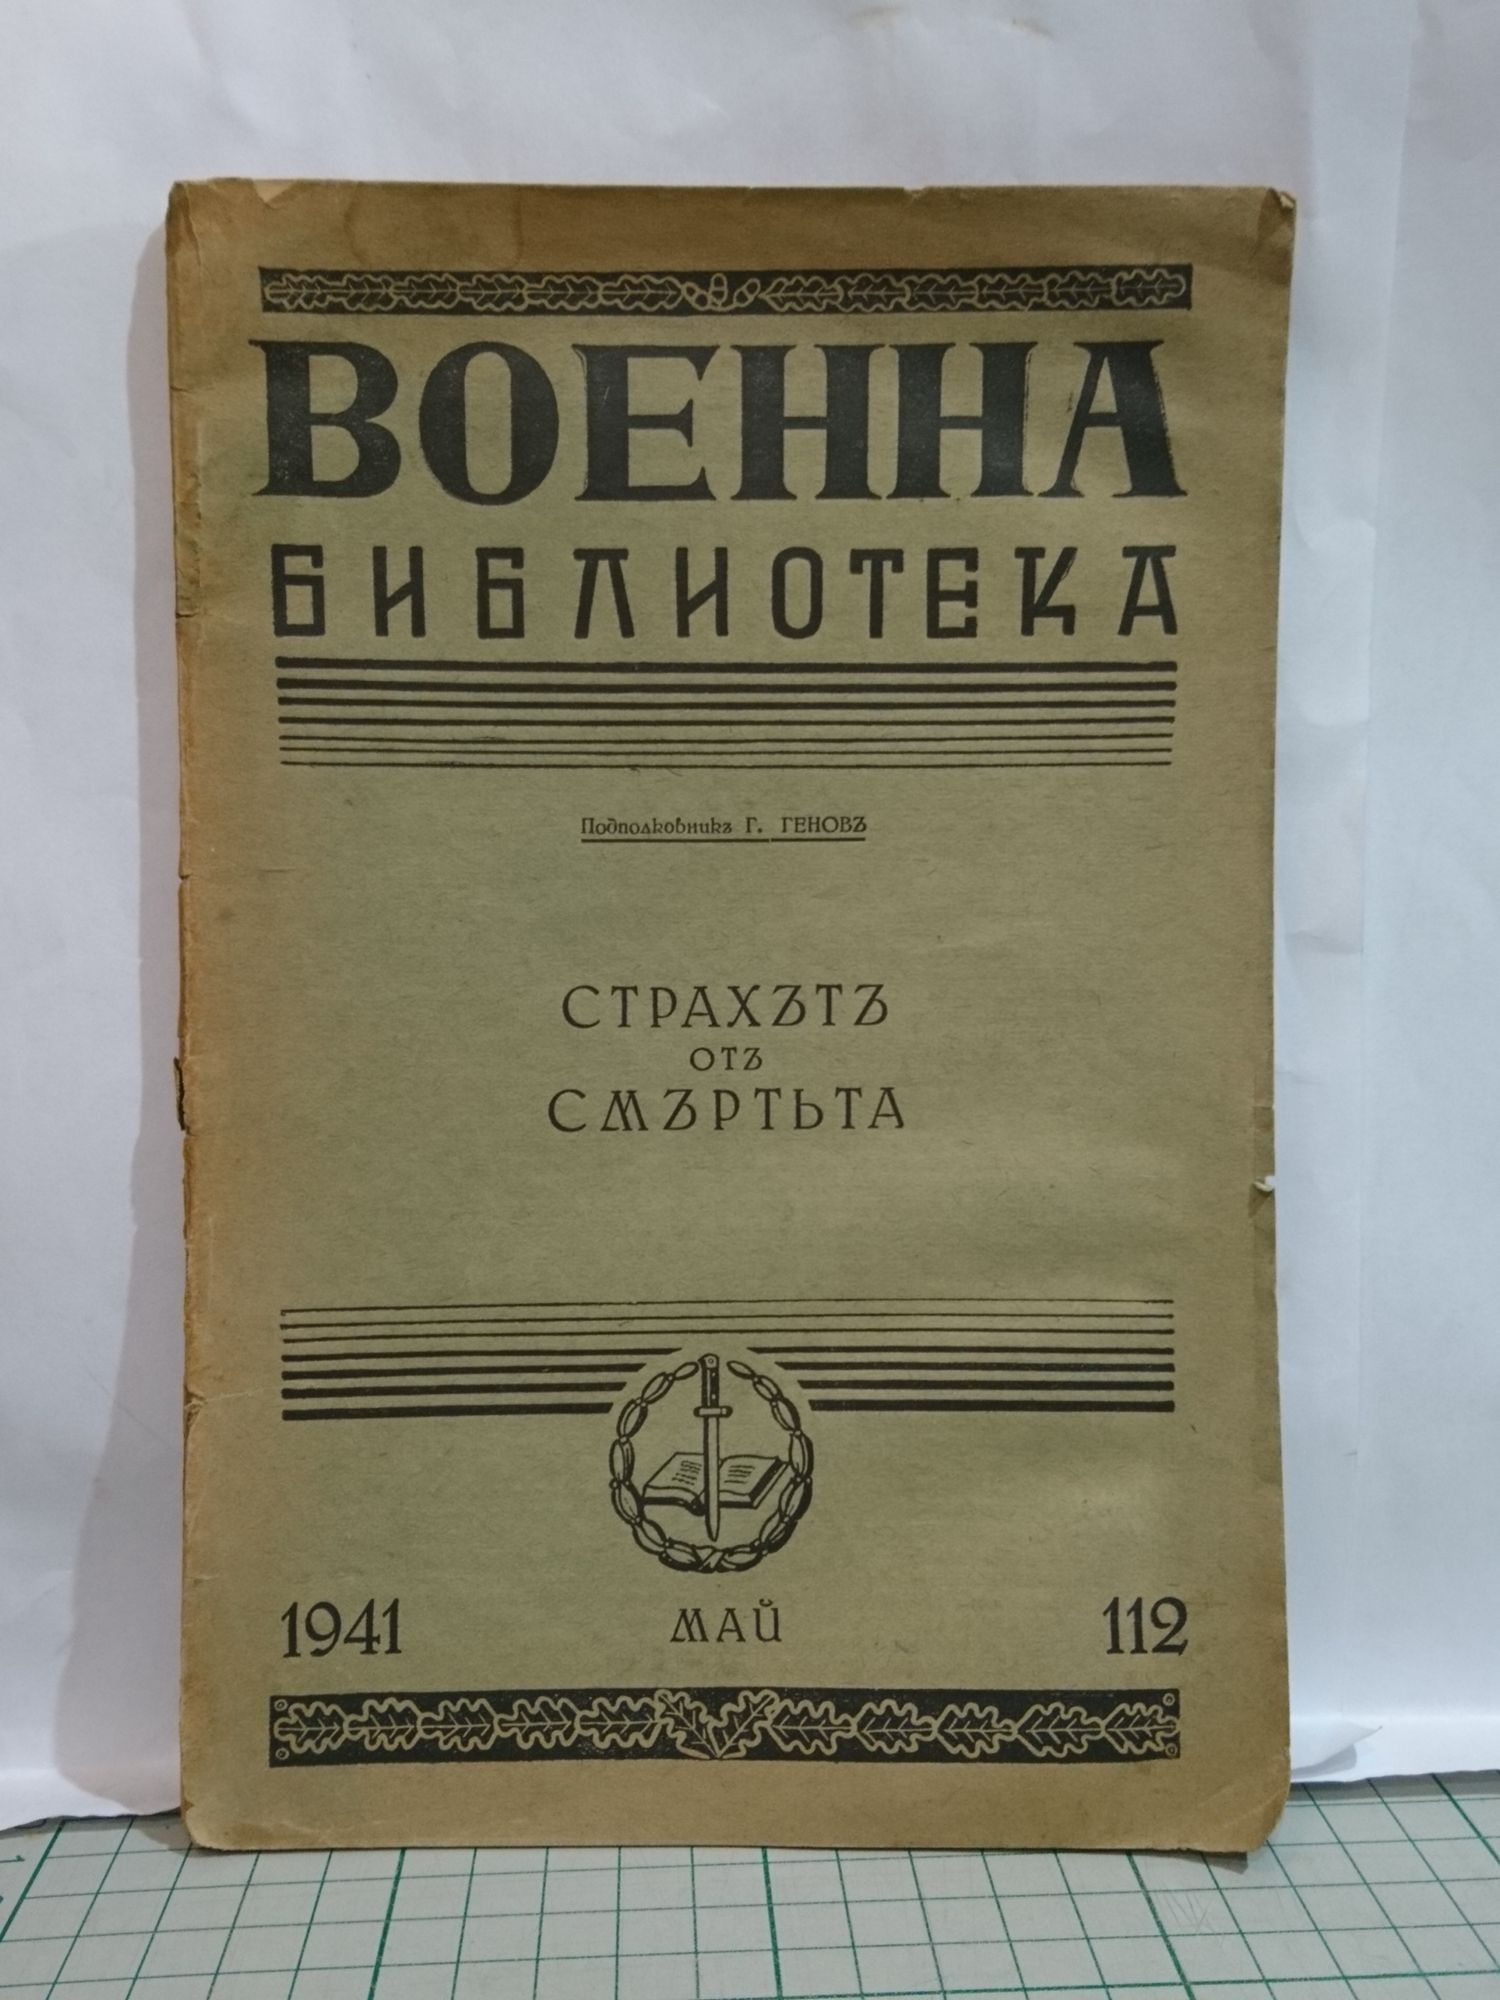 ВОЕННА
БИБЛИОТЕКА
Подполковникъ Г. ГЕНОВЪ
СТРАХЪТЪ
ОТЪ
СМЪРТЬТА
1941 МАЙ 112